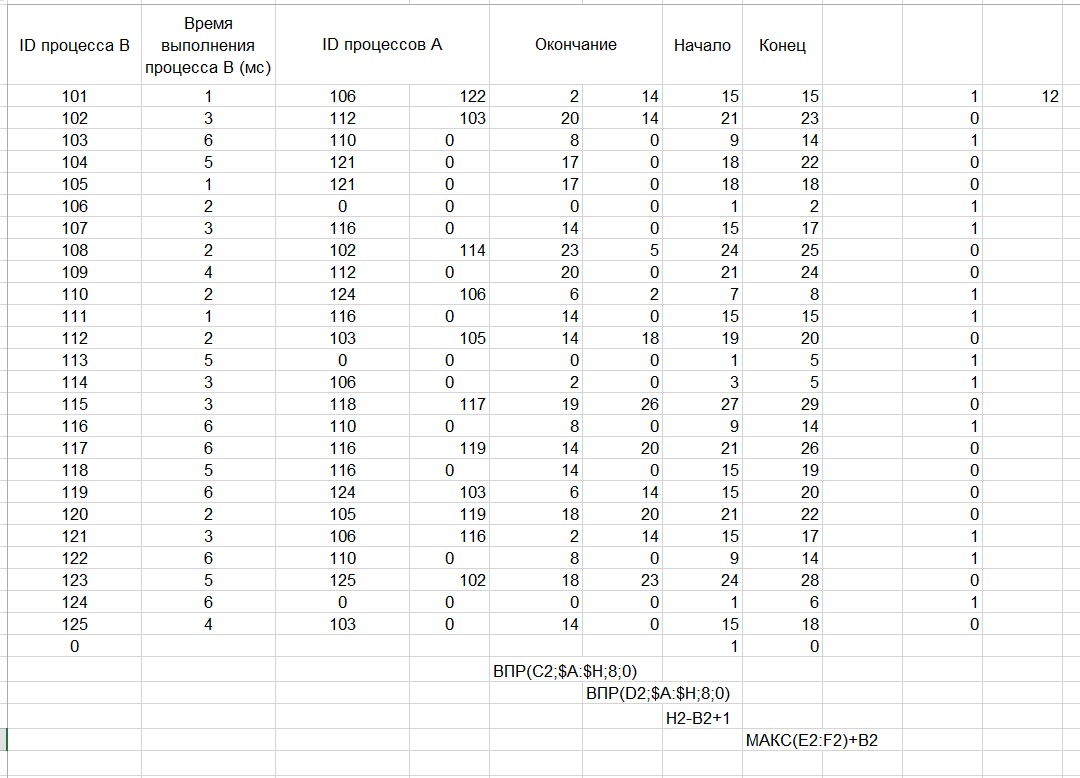 ID процесса B Время выполнения процесса B (мс) ID процессов A Окончание Начало Конец
101 1 106 122 2 14 15 15 1 12
102 3 112 103 20 14 21 23 0
103 6 110 0 8 0 9 14 1
104 5 121 0 17 0 18 22 0
105 1 121 0 17 0 18 18 0
106 2 0 0 0 0 1 2 1
107 3 116 0 14 0 15 17 1
108 2 102 114 23 5 24 25 0
109 4 112 0 20 0 21 24 0
110 2 124 106 6 2 7 8 1
111 1 116 0 14 0 15 15 1
112 2 103 105 14 18 19 20 0
113 5 0 0 0 0 1 5 1
114 3 106 0 2 0 3 5 1
115 3 118 117 19 26 27 29 0
116 6 110 0 8 0 9 14 1
117 6 116 119 14 20 21 26 0
118 5 116 0 14 0 15 19 0
119 6 124 103 6 14 15 20 0
120 2 105 119 18 20 21 22 0
121 3 106 116 2 14 15 17 1
122 6 110 0 8 0 9 14 1
123 5 125 102 18 23 24 28 0
124 6 0 0 0 0 1 6 1
125 4 103 0 14 0 15 18 0
0 1 0
ВПР(C2;$A:$H;8;0)
ВПР(D2;$A:$H;8;0)
H2-B2+1
МАКС(E2:F2)+B2